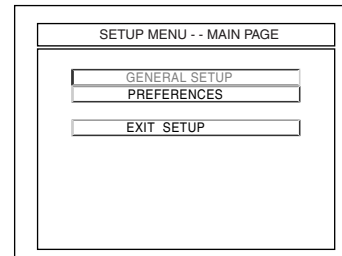 SETUP MENU - - MAIN PAGE
GENERAL SETUP
PREFERENCES
EXIT SETUP